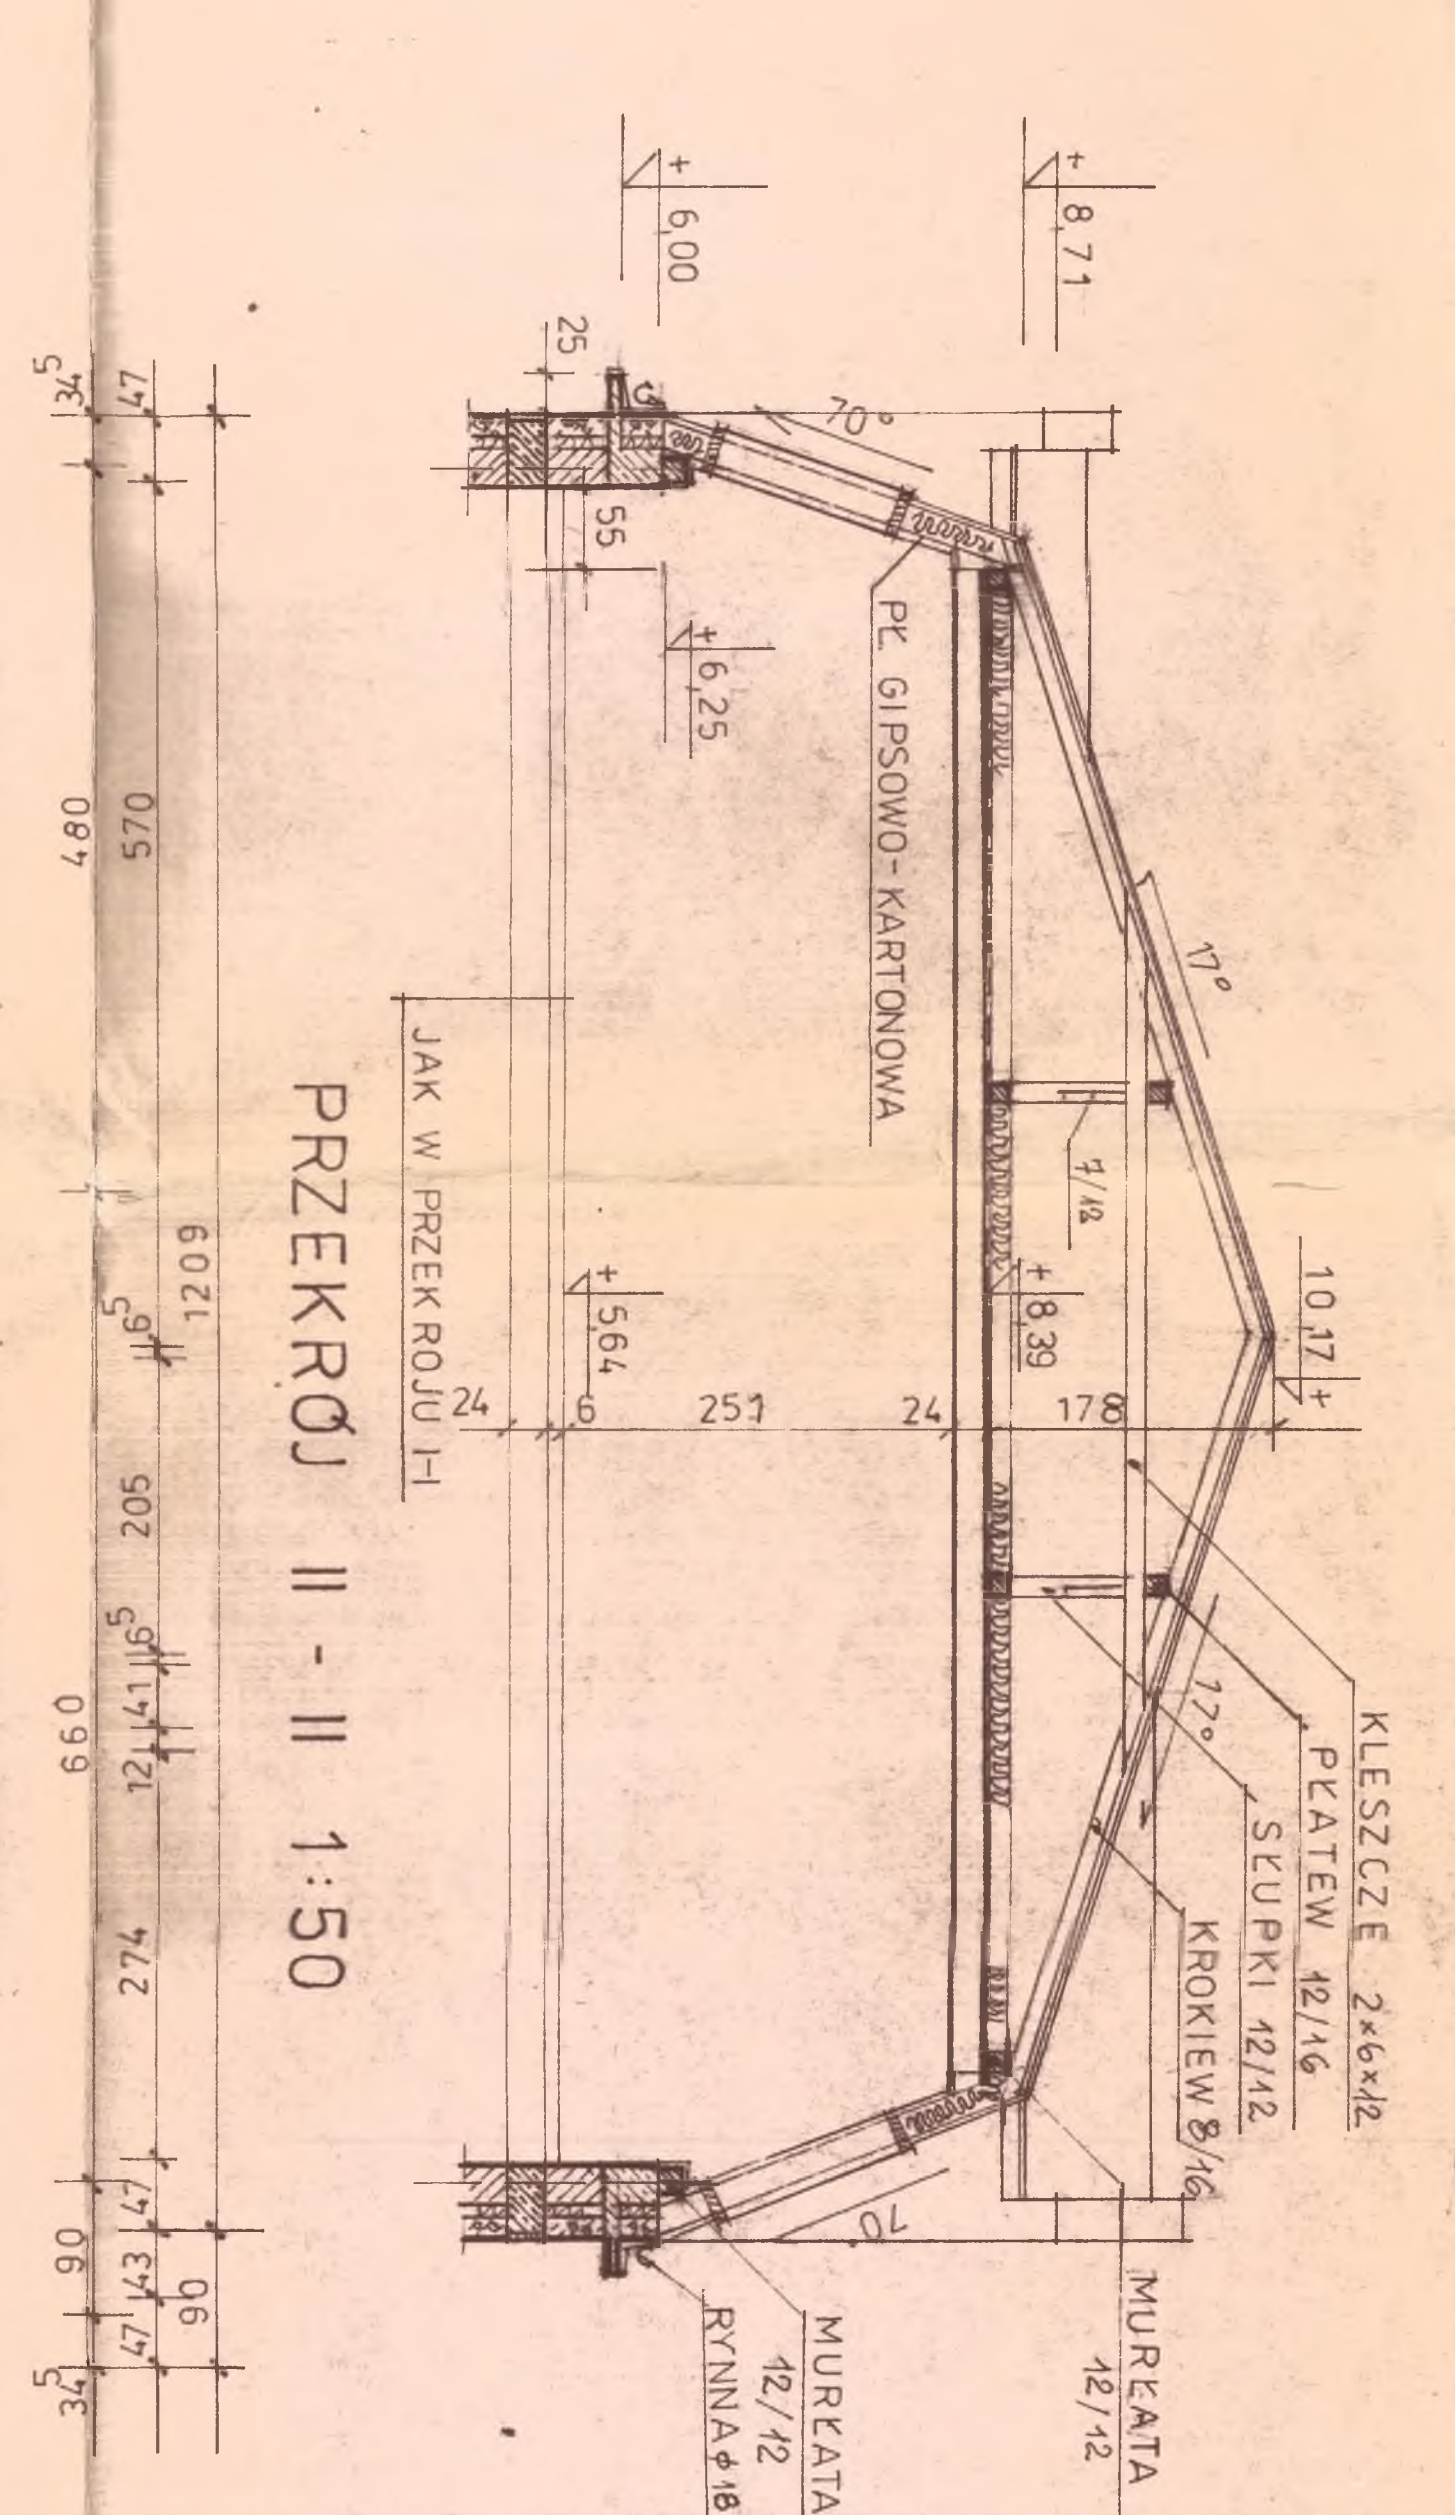 10,17 +
+ 8,71
17°
17°
KLESZCZE 2×6×12
PŁATEW 12/16
SŁUPKI 12/12
KROKIEW 8/16
MURŁATA
12/12
7/12
178
+ 8,39
70°
70
PŁ. GIPSOWO-KARTONOWA
24
251
+ 6,25
+ 6,00
MURŁATA
12/12
RYNNA ϕ 18
55
25
+ 5,64
6
24
JAK W PRZEKROJU I-I
PRZEKRÓJ II - II 1:50
1209 90
47 570 6⁵ 205 6⁵ 41 12 274 47 43 47
34⁵ 480 660 90 34⁵